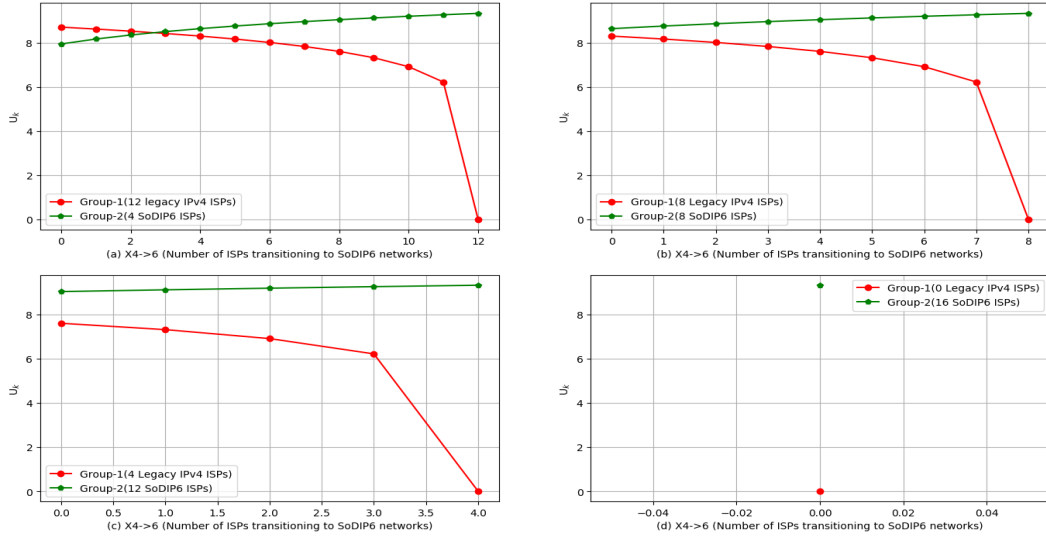 8
6
4
2
0
U_k
Group-1(12 legacy IPv4 ISPs)
Group-2(4 SoDIP6 ISPs)
0 2 4 6 8 10 12
(a) X4->6 (Number of ISPs transitioning to SoDIP6 networks)
8
6
4
2
0
U_k
Group-1(8 Legacy IPv4 ISPs)
Group-2(8 SoDIP6 ISPs)
0 1 2 3 4 5 6 7 8
(b) X4->6 (Number of ISPs transitioning to SoDIP6 networks)
8
6
4
2
0
U_k
Group-1(4 Legacy IPv4 ISPs)
Group-2(12 SoDIP6 ISPs)
0.0 0.5 1.0 1.5 2.0 2.5 3.0 3.5 4.0
(c) X4->6 (Number of ISPs transitioning to SoDIP6 networks)
8
6
4
2
0
U_k
Group-1(0 Legacy IPv4 ISPs)
Group-2(16 SoDIP6 ISPs)
−0.04 −0.02 0.00 0.02 0.04
(d) X4->6 (Number of ISPs transitioning to SoDIP6 networks)